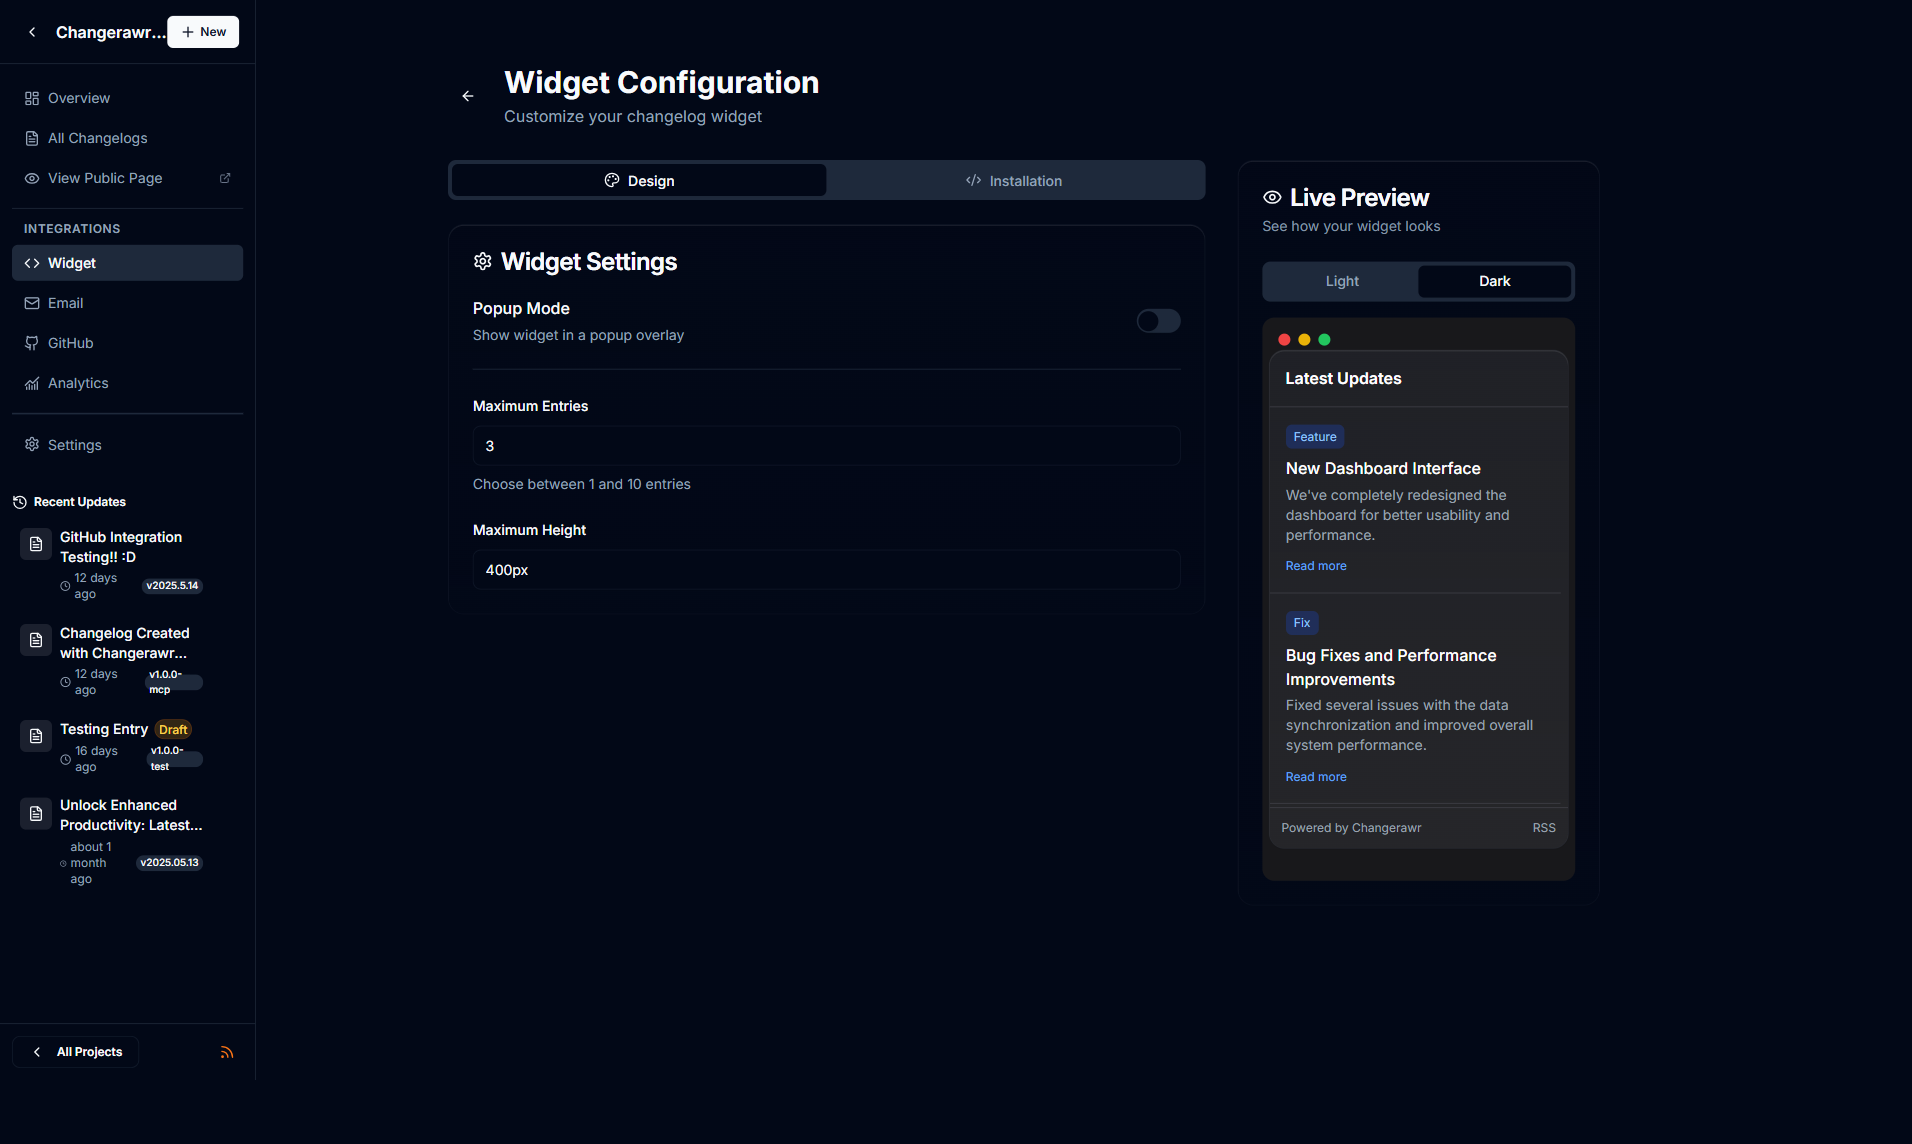 Changerawr...
New
Overview
All Changelogs
View Public Page
INTEGRATIONS
Widget
Email
GitHub
Analytics
Settings
Recent Updates
GitHub Integration
Testing!! :D
12 days
ago
v2025.5.14
Changelog Created
with Changerawr...
12 days
ago
v1.0.0-
mcp
Testing Entry Draft
16 days
ago
v1.0.0-
test
Unlock Enhanced
Productivity: Latest...
about 1
month
ago
v2025.05.13
All Projects
Widget Configuration
Customize your changelog widget
Design
Installation
Widget Settings
Popup Mode
Show widget in a popup overlay
Maximum Entries
3
Choose between 1 and 10 entries
Maximum Height
400px
Live Preview
See how your widget looks
Light
Dark
Latest Updates
Feature
New Dashboard Interface
We've completely redesigned the
dashboard for better usability and
performance.
Read more
Fix
Bug Fixes and Performance
Improvements
Fixed several issues with the data
synchronization and improved overall
system performance.
Read more
Powered by Changerawr
RSS